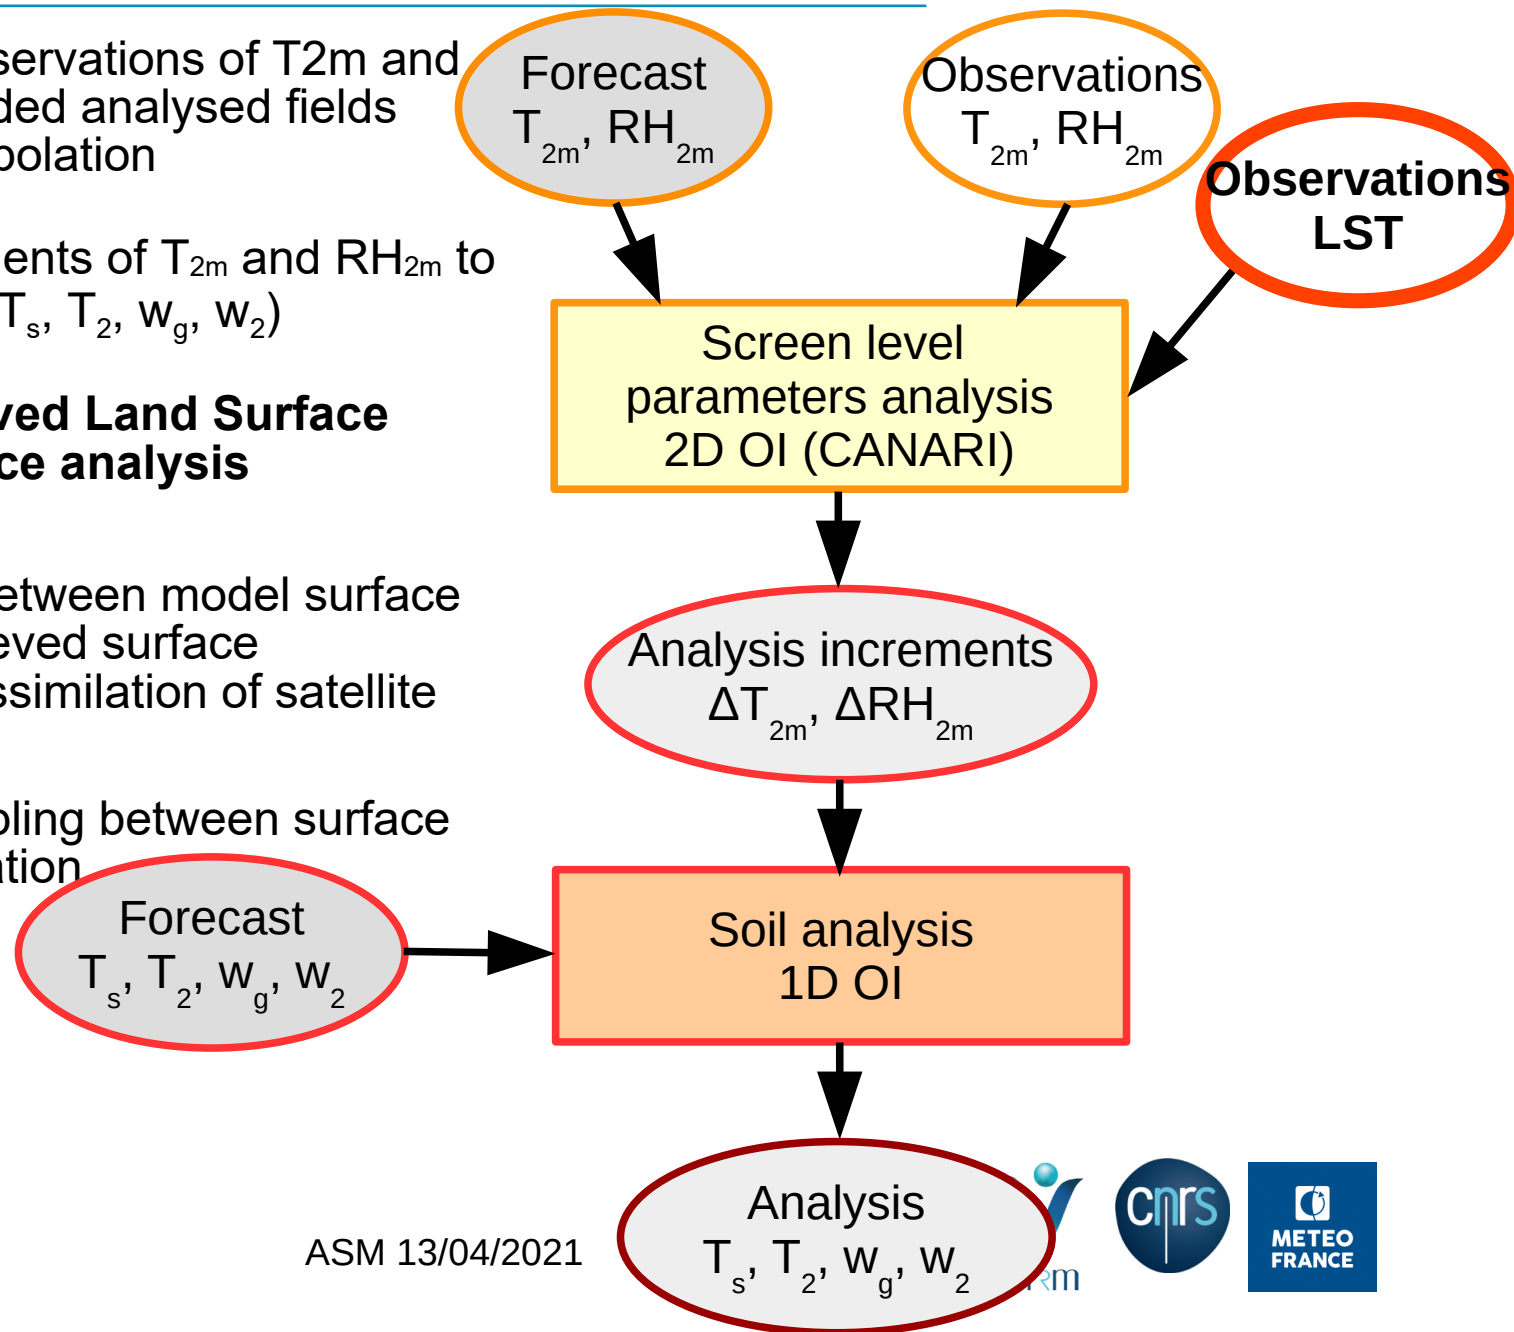 servations of T2m and
ded analysed fields
polation
ents of T2m and RH2m to
Ts, T2, wg, w2)
ved Land Surface
ce analysis
etween model surface
eved surface
ssimilation of satellite
oling between surface
ation
Forecast
T2m, RH2m
Observations
T2m, RH2m
Observations
LST
Screen level
parameters analysis
2D OI (CANARI)
Analysis increments
ΔT2m, ΔRH2m
Forecast
Ts, T2, wg, w2
Soil analysis
1D OI
Analysis
Ts, T2, wg, w2
ASM 13/04/2021
cnrs
METEO
FRANCE